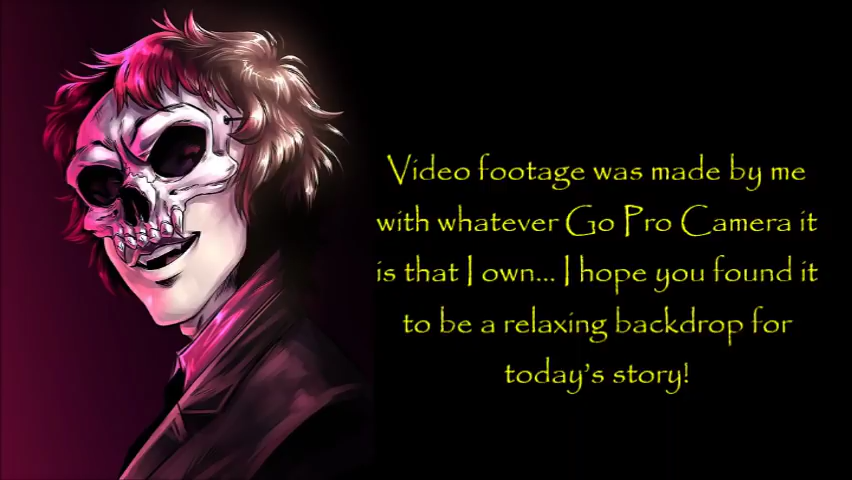 Video footage was made by me
with whatever Go Pro Camera it
is that I own... I hope you found it
to be a relaxing backdrop for
today's story!